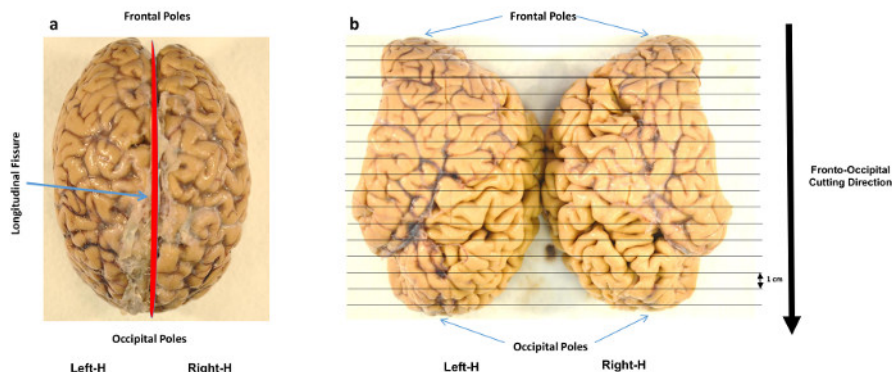 a
Frontal Poles
Longitudinal Fissure
Occipital Poles
Left-H
Right-H
b
Frontal Poles
Fronto-Occipital
Cutting Direction
1 cm
Occipital Poles
Left-H
Right-H